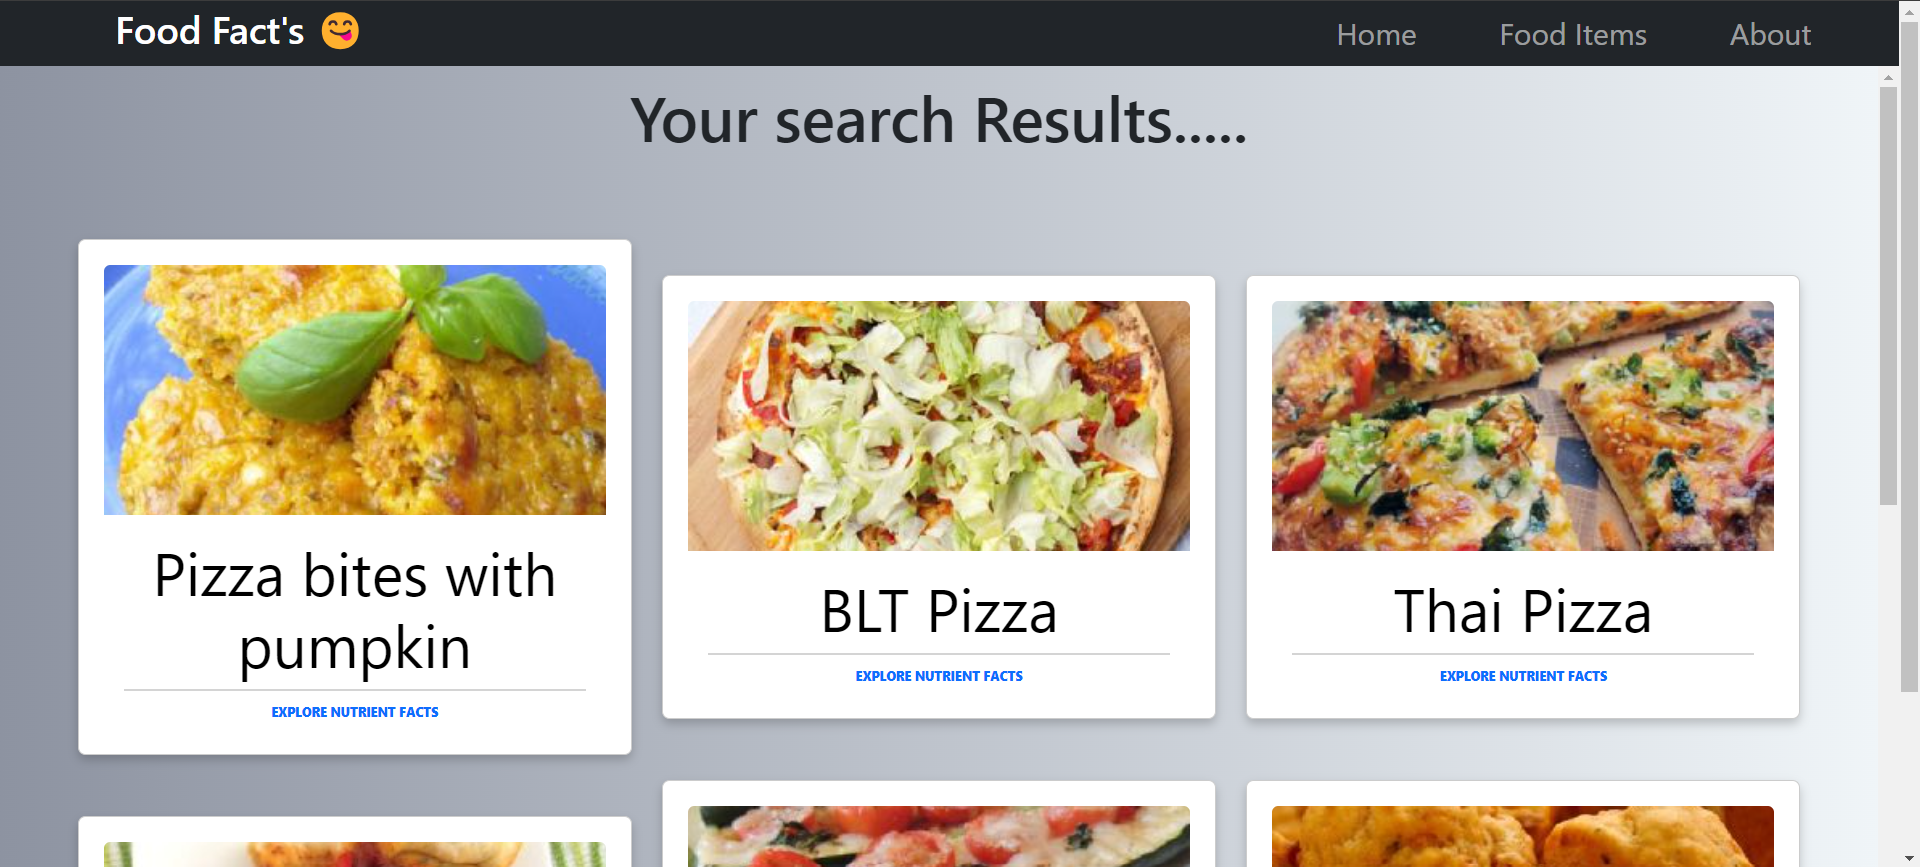 Food Fact's 😋
Home
Food Items
About
Your search Results.....
Pizza bites with
pumpkin
EXPLORE NUTRIENT FACTS
BLT Pizza
EXPLORE NUTRIENT FACTS
Thai Pizza
EXPLORE NUTRIENT FACTS